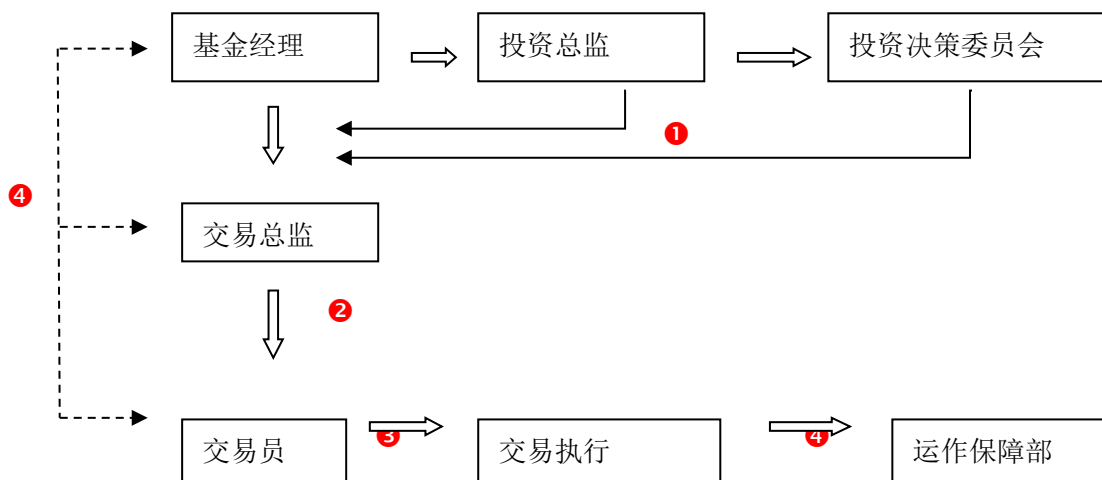 基金经理
投资总监
投资决策委员会
❶
❹
交易总监
❷
交易员
❸
交易执行
❹
运作保障部